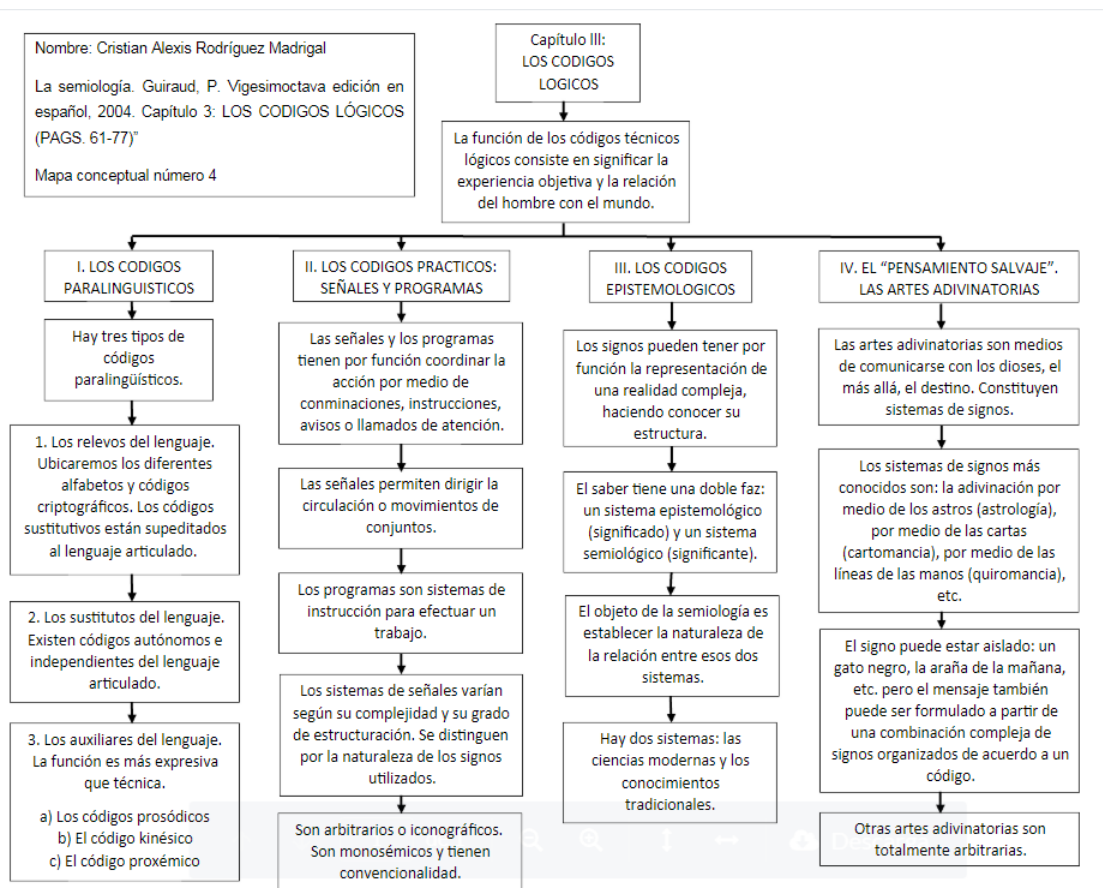 Nombre: Cristian Alexis Rodríguez Madrigal
La semiología. Guiraud, P. Vigesimoctava edición en
español, 2004. Capítulo 3: LOS CODIGOS LÓGICOS
(PAGS. 61-77)”
Mapa conceptual número 4
Capítulo III:
LOS CODIGOS
LOGICOS
La función de los códigos técnicos
lógicos consiste en significar la
experiencia objetiva y la relación
del hombre con el mundo.
I. LOS CODIGOS
PARALINGUISTICOS
Hay tres tipos de
códigos
paralingüísticos.
1. Los relevos del lenguaje.
Ubicaremos los diferentes
alfabetos y códigos
criptográficos. Los códigos
sustitutivos están supeditados
al lenguaje articulado.
2. Los sustitutos del lenguaje.
Existen códigos autónomos e
independientes del lenguaje
articulado.
3. Los auxiliares del lenguaje.
La función es más expresiva
que técnica.
a) Los códigos prosódicos
b) El código kinésico
c) El código proxémico
II. LOS CODIGOS PRACTICOS:
SEÑALES Y PROGRAMAS
Las señales y los programas
tienen por función coordinar la
acción por medio de
conminaciones, instrucciones,
avisos o llamados de atención.
Las señales permiten dirigir la
circulación o movimientos de
conjuntos.
Los programas son sistemas de
instrucción para efectuar un
trabajo.
Los sistemas de señales varían
según su complejidad y su grado
de estructuración. Se distinguen
por la naturaleza de los signos
utilizados.
Son arbitrarios o iconográficos.
Son monosémicos y tienen
convencionalidad.
III. LOS CODIGOS
EPISTEMOLOGICOS
Los signos pueden tener por
función la representación de
una realidad compleja,
haciendo conocer su
estructura.
El saber tiene una doble faz:
un sistema epistemológico
(significado) y un sistema
semiológico (significante).
El objeto de la semiología es
establecer la naturaleza de
la relación entre esos dos
sistemas.
Hay dos sistemas: las
ciencias modernas y los
conocimientos
tradicionales.
IV. EL “PENSAMIENTO SALVAJE”.
LAS ARTES ADIVINATORIAS
Las artes adivinatorias son medios
de comunicarse con los dioses, el
más allá, el destino. Constituyen
sistemas de signos.
Los sistemas de signos más
conocidos son: la adivinación por
medio de los astros (astrología),
por medio de las cartas
(cartomancia), por medio de las
líneas de las manos (quiromancia),
etc.
El signo puede estar aislado: un
gato negro, la araña de la mañana,
etc. pero el mensaje también
puede ser formulado a partir de
una combinación compleja de
signos organizados de acuerdo a un
código.
Otras artes adivinatorias son
totalmente arbitrarias.